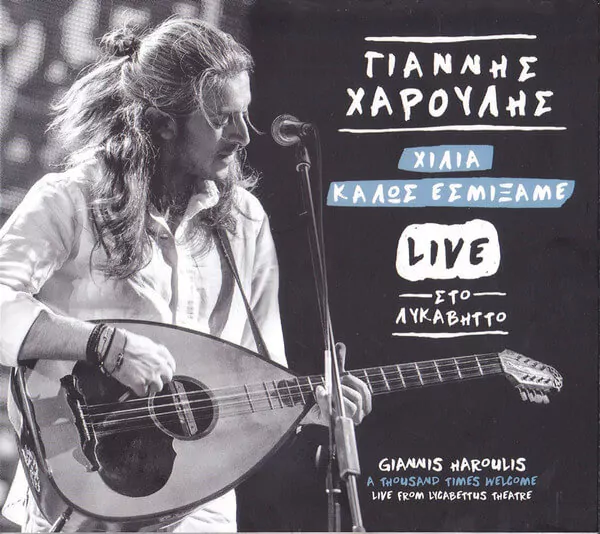 ΓΙΑΝΝΗΣ
ΧΑΡΟΥΛΗΣ
ΧΙΛΙΑ
ΚΑΛΩΣ ΕΣΜΙΞΑΜΕ
LIVE
ΣΤΟ
ΛΥΚΑΒΗΤΤΟ
GIANNIS HAROULIS
A THOUSAND TIMES WELCOME
LIVE FROM LYCABETTUS THEATRE